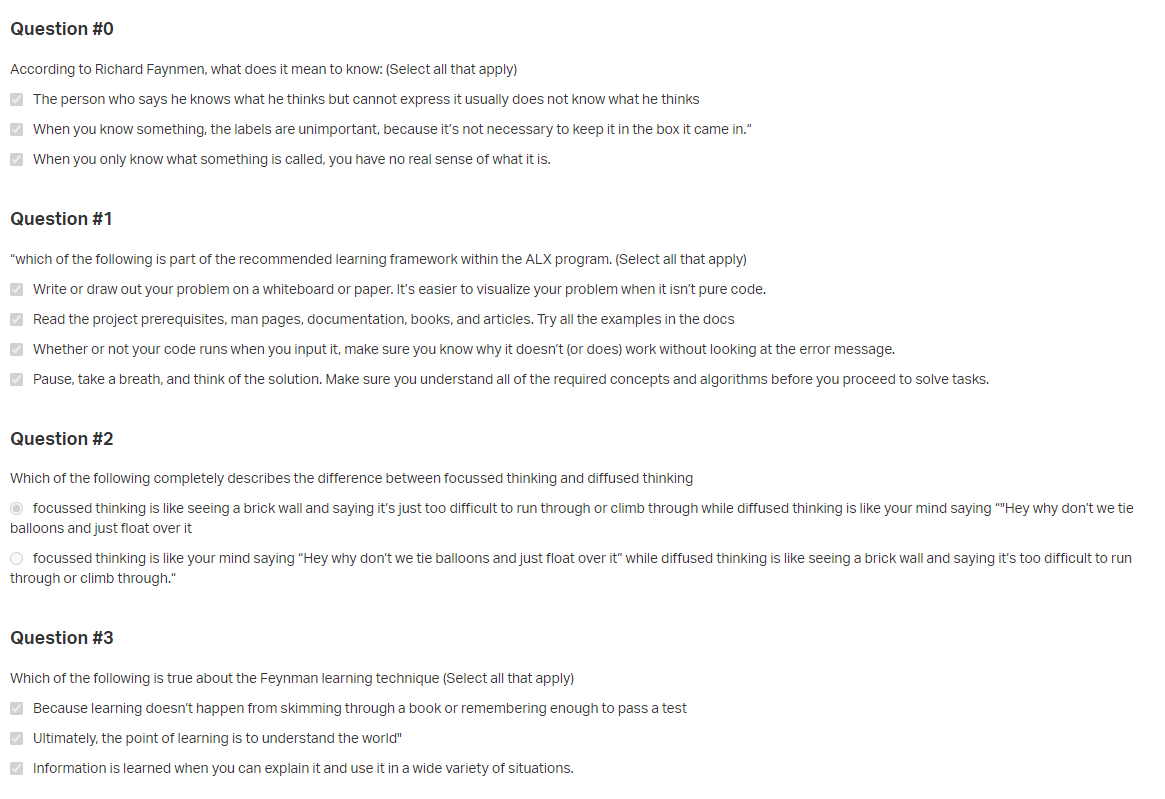 Question #0
According to Richard Faynmen, what does it mean to know: (Select all that apply)
The person who says he knows what he thinks but cannot express it usually does not know what he thinks
When you know something, the labels are unimportant, because it's not necessary to keep it in the box it came in."
When you only know what something is called, you have no real sense of what it is.
Question #1
"which of the following is part of the recommended learning framework within the ALX program. (Select all that apply)
Write or draw out your problem on a whiteboard or paper. It's easier to visualize your problem when it isn't pure code.
Read the project prerequisites, man pages, documentation, books, and articles. Try all the examples in the docs
Whether or not your code runs when you input it, make sure you know why it doesn't (or does) work without looking at the error message.
Pause, take a breath, and think of the solution. Make sure you understand all of the required concepts and algorithms before you proceed to solve tasks.
Question #2
Which of the following completely describes the difference between focussed thinking and diffused thinking
focussed thinking is like seeing a brick wall and saying it's just too difficult to run through or climb through while diffused thinking is like your mind saying ""Hey why don't we tie
balloons and just float over it
focussed thinking is like your mind saying "Hey why don't we tie balloons and just float over it" while diffused thinking is like seeing a brick wall and saying it's too difficult to run
through or climb through."
Question #3
Which of the following is true about the Feynman learning technique (Select all that apply)
Because learning doesn't happen from skimming through a book or remembering enough to pass a test
Ultimately, the point of learning is to understand the world"
Information is learned when you can explain it and use it in a wide variety of situations.